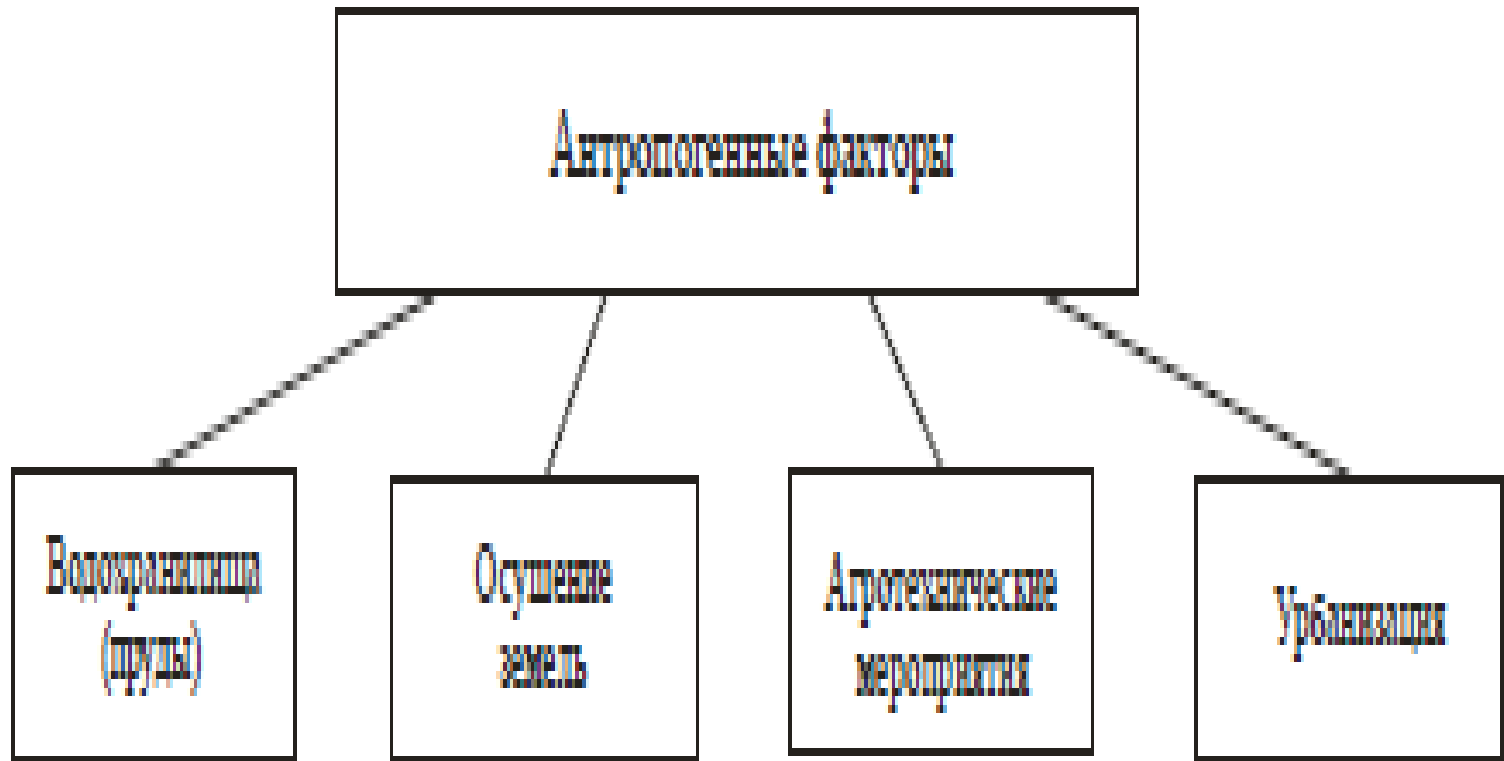 Антропогенные факторы
Водохранилища
(пруды)
Осушение
земель
Агротехнические
мероприятия
Урбанизация